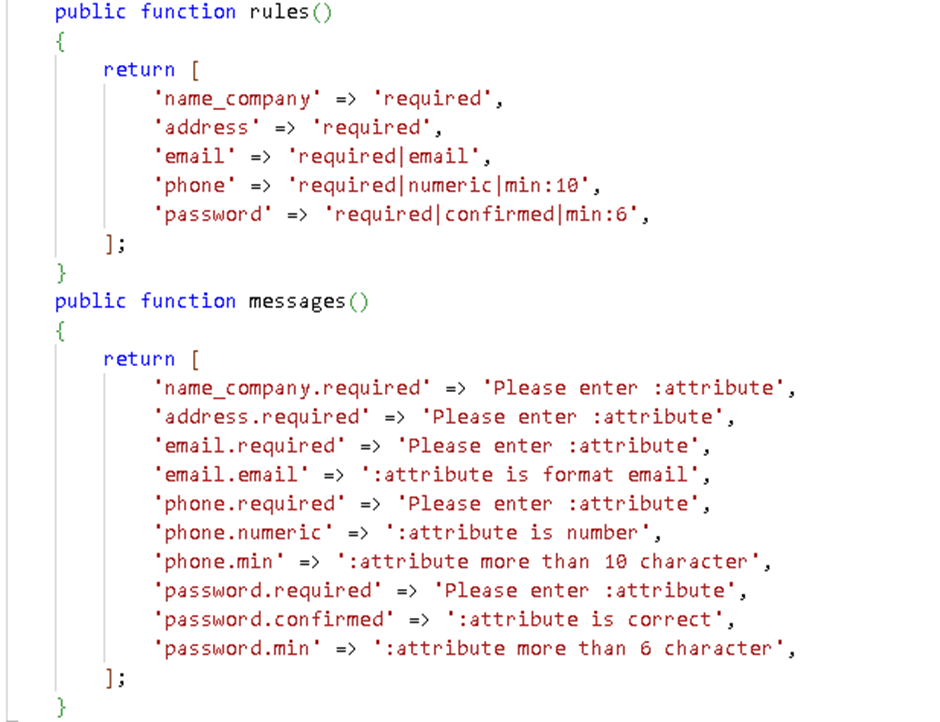 public function rules()
{
return [
'name_company' => 'required',
'address' => 'required',
'email' => 'required|email',
'phone' => 'required|numeric|min:10',
'password' => 'required|confirmed|min:6',
];
}
public function messages()
{
return [
'name_company.required' => 'Please enter :attribute',
'address.required' => 'Please enter :attribute',
'email.required' => 'Please enter :attribute',
'email.email' => ':attribute is format email',
'phone.required' => 'Please enter :attribute',
'phone.numeric' => ':attribute is number',
'phone.min' => ':attribute more than 10 character',
'password.required' => 'Please enter :attribute',
'password.confirmed' => ':attribute is correct',
'password.min' => ':attribute more than 6 character',
];
}